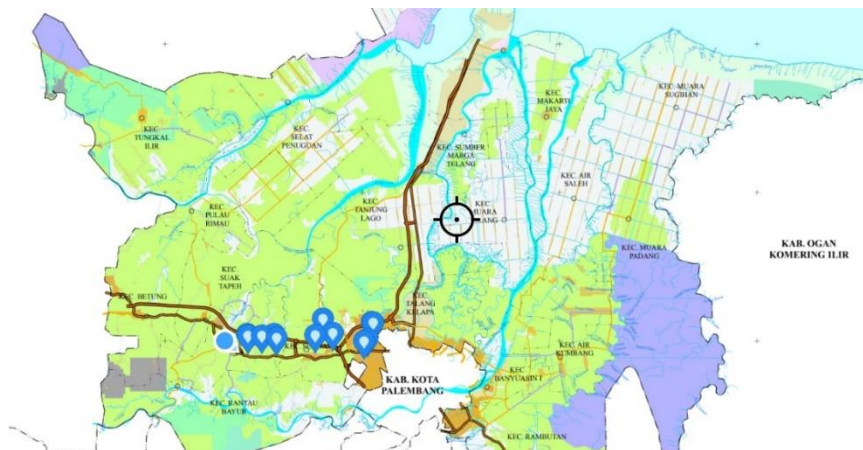 KEC. MUARA
SUGIHAN
KEC.
MAKARTI
JAYA
KEC.
TUNGKAL
ILIR
KEC.
SELAT
PENUGUAN
KEC. SUMBER
MARGA
TELANG
KEC. AIR
SALEH
KEC.
TANJUNG
LAGO
KEC.
KEC.
PULAU
RIMAU
KEC. MUARA
PADANG
KAB. OGAN
KOMERING ILIR
KEC.
SUAK
TAPEH
KEC. BETUNG
KEC.
TALANG
KELAPA
KEC. AIR
KUMBANG
KEC.
BANYUASIN I
KAB. KOTA
PALEMBANG
KEC. RANTAU
BAYUR
KEC. RAMBUTAN